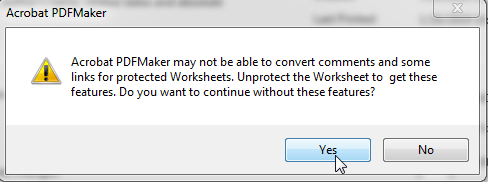 Acrobat PDFMaker
Acrobat PDFMaker may not be able to convert comments and some
links for protected Worksheets. Unprotect the Worksheet to  get these
features. Do you want to continue without these features?
Yes
No